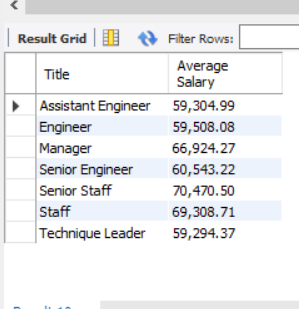 Result Grid Filter Rows:
Title Average Salary
Assistant Engineer 59,304.99
Engineer 59,508.08
Manager 66,924.27
Senior Engineer 60,543.22
Senior Staff 70,470.50
Staff 69,308.71
Technique Leader 59,294.37